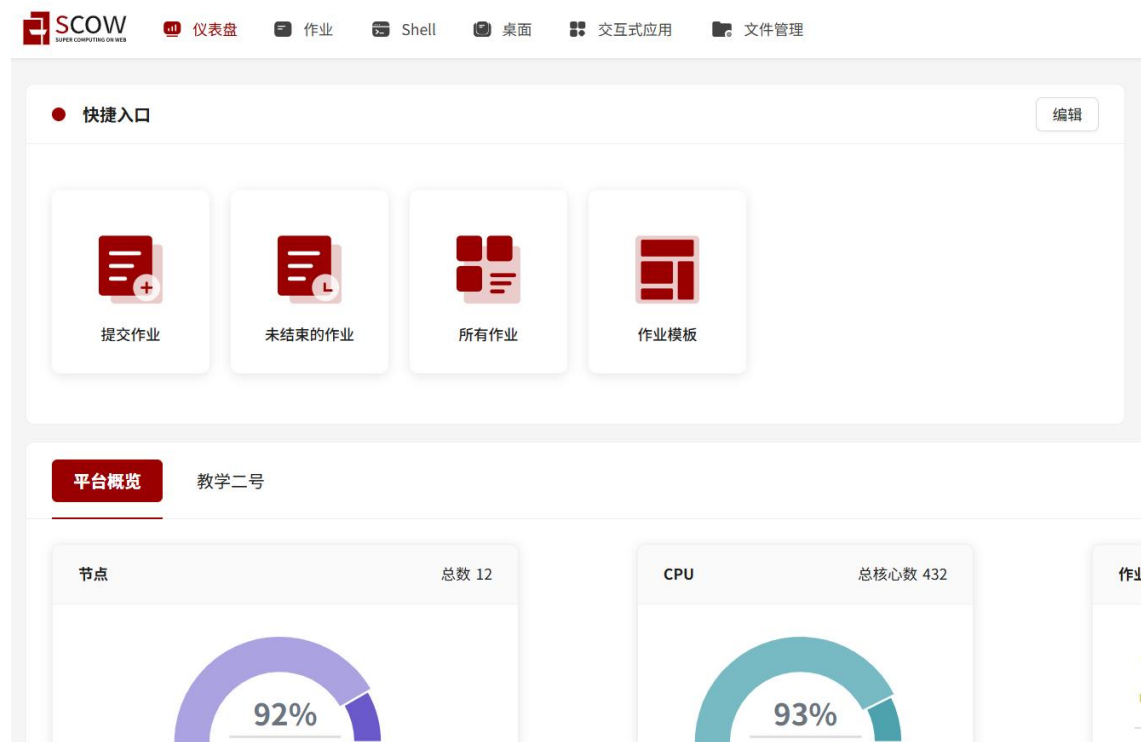 SCOW
SUPER COMPUTING ON WEB
仪表盘 作业 Shell 桌面 交互式应用 文件管理
快捷入口 编辑
提交作业 未结束的作业 所有作业 作业模板
平台概览 教学二号
节点 总数 12 CPU 总核心数 432 作业
92% 93%